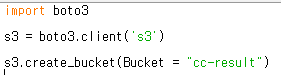 import boto3
s3 = boto3.client('s3')
s3.create_bucket(Bucket = "cc-result")